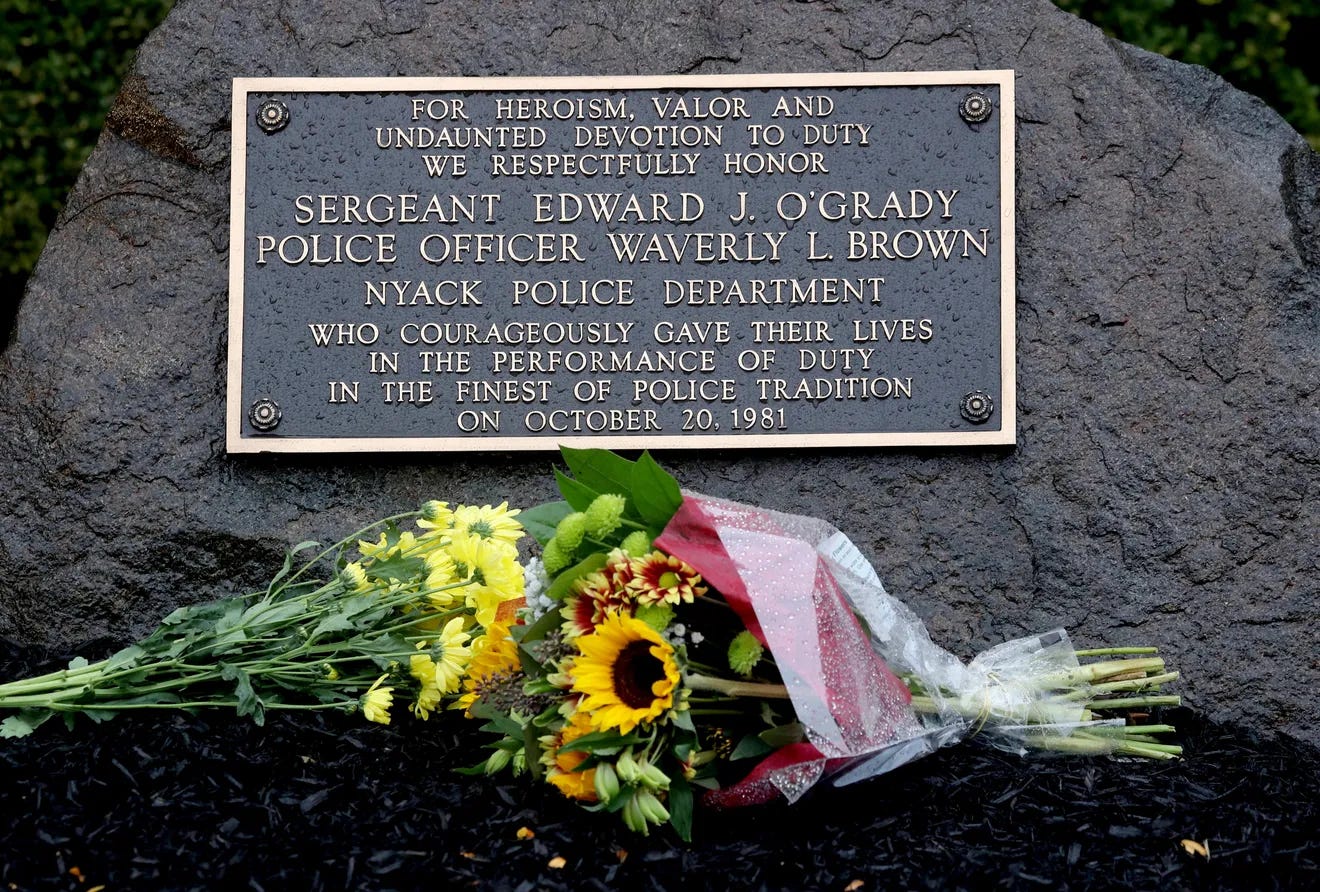 FOR HEROISM, VALOR AND
UNDAUNTED DEVOTION TO DUTY
WE RESPECTFULLY HONOR
SERGEANT EDWARD J. O'GRADY
POLICE OFFICER WAVERLY L. BROWN
NYACK POLICE DEPARTMENT
WHO COURAGEOUSLY GAVE THEIR LIVES
IN THE PERFORMANCE OF DUTY
IN THE FINEST OF POLICE TRADITION
ON OCTOBER 20, 1981